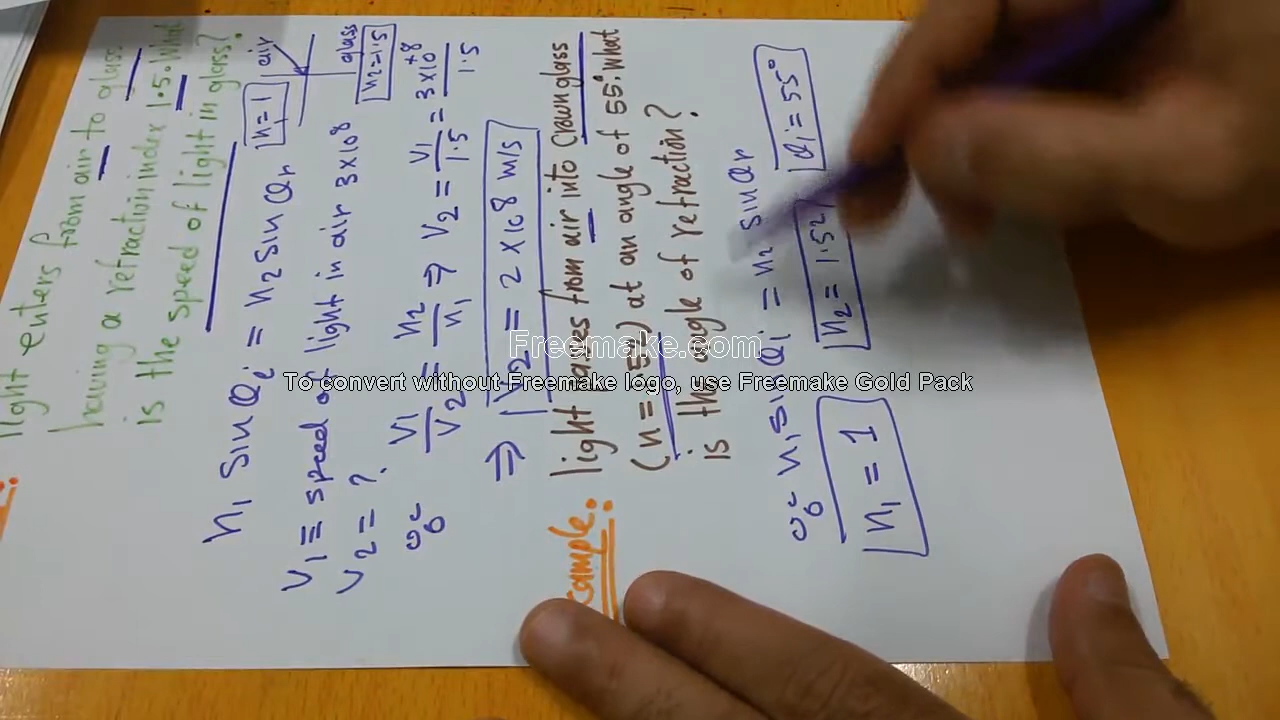 light enters from air to glass
having a refraction index 1.5. What
is the speed of light in glass?
n1 Sin θi = n2 sin θr
n1=1
air
glass
n2=1.5
V1 ≡ speed of light in air 3x10^8
V2 = ?
V1/V2 = n2/n1 ⇒ V2 = V1/1.5 = 3x10^+8/1.5
⇒ V2 = 2 x 10^8 m/s
light passes from air into Crown glass
at an angle of 55°. What
is the angle of refraction?
n1 sin θi = n2 sin θr
n1 = 1
n2 = 1.52
θi = 55°
Freemake.com
To convert without Freemake logo, use Freemake Gold Pack